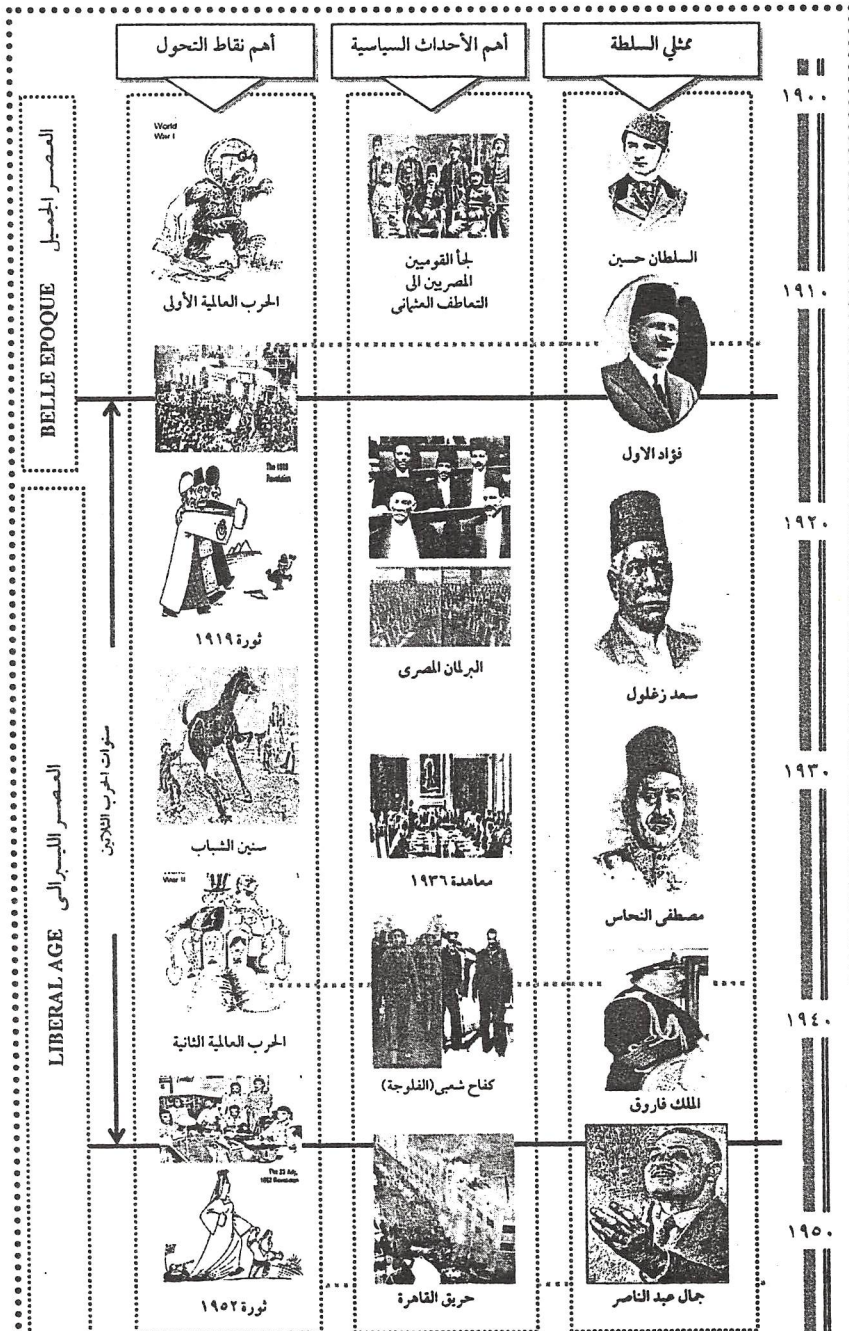 ممثلي السلطة
أهم الأحداث السياسية
أهم نقاط التحول
١٩٠٠
١٩١٠
١٩٢٠
١٩٣٠
١٩٤٠
١٩٥٠
السلطان حسين
فؤاد الاول
سعد زغلول
مصطفى النحاس
الملك فاروق
جمال عبد الناصر
لجأ القوميين
المصريين الى
التعاطف العثمانى
البرلمان المصرى
معاهدة ١٩٣٦
كفاح شعبى(الفلوجة)
حريق القاهرة
World
War I
الحرب العالمية الأولى
The 1919
Revolution
ثورة ١٩١٩
سنين الشباب
War II
الحرب العالمية الثانية
The 23 July,
1952 Revolution
ثورة ١٩٥٢
العصر الجميل BELLE EPOQUE
العصر الليبرالى LIBERAL AGE
سنوات الحرب الثلاثين